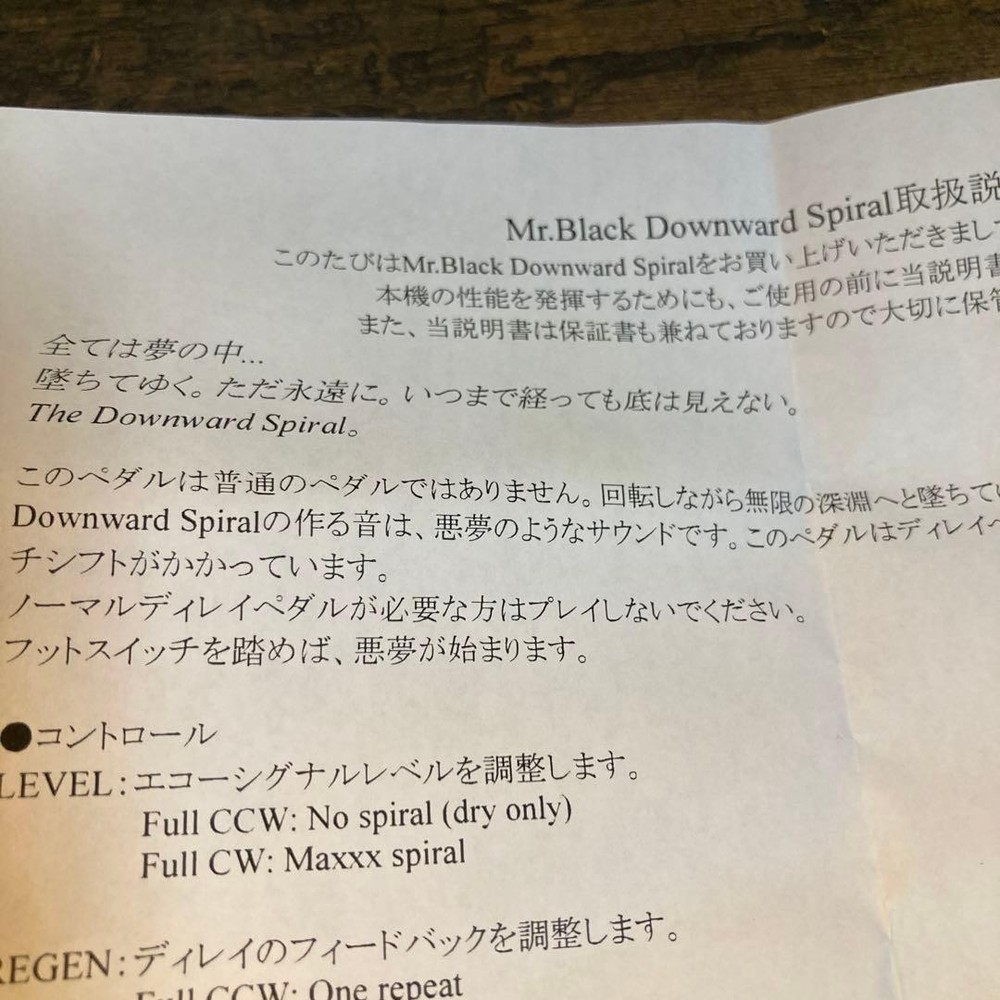 Mr.Black Downward Spiral取扱説
このたびはMr.Black Downward Spiralをお買い上げいただきまして
本機の性能を発揮するためにも、ご使用の前に当説明書
また、当説明書は保証書も兼ねておりますので大切に保管
全ては夢の中...
墜ちてゆく。ただ永遠に。いつまで経っても底は見えない。
The Downward Spiral。
このペダルは普通のペダルではありません。回転しながら無限の深淵へと墜ちてい
Downward Spiralの作る音は、悪夢のようなサウンドです。このペダルはディレイペ
チシフトがかかっています。
ノーマルディレイペダルが必要な方はプレイしないでください。
フットスイッチを踏めば、悪夢が始まります。
●コントロール
LEVEL:エコーシグナルレベルを調整します。
Full CCW: No spiral (dry only)
Full CW: Maxxx spiral
REGEN:ディレイのフィードバックを調整します。
Full CCW: One repeat